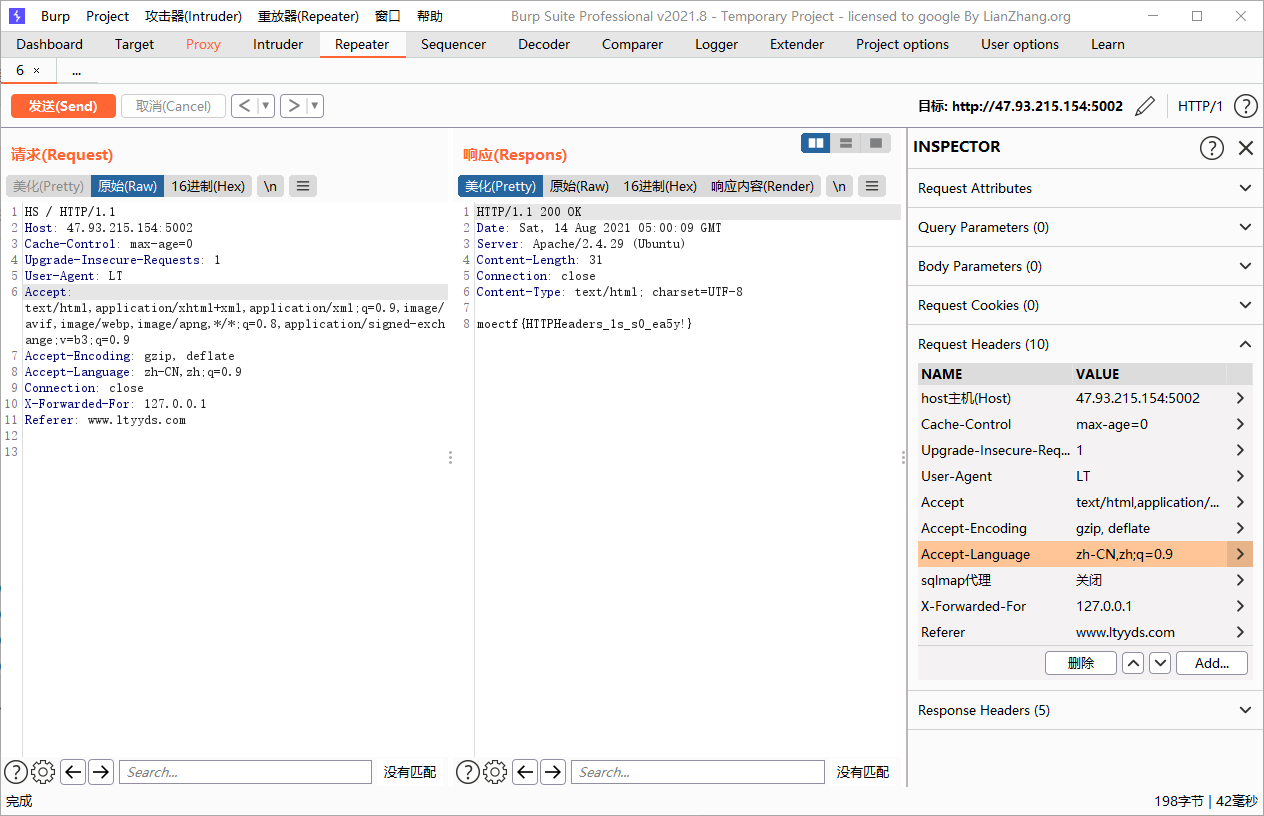 Burp Project 攻击器(Intruder) 重放器(Repeater) 窗口 帮助 Burp Suite Professional v2021.8 - Temporary Project - licensed to google By LianZhang.org
Dashboard Target Proxy Intruder Repeater Sequencer Decoder Comparer Logger Extender Project options User options Learn
6 × ...
发送(Send) 取消(Cancel) < ▼ > ▼ 目标: http://47.93.215.154:5002 HTTP/1 ?
请求(Request)
美化(Pretty) 原始(Raw) 16进制(Hex) \n
1 HS / HTTP/1.1
2 Host: 47.93.215.154:5002
3 Cache-Control: max-age=0
4 Upgrade-Insecure-Requests: 1
5 User-Agent: LT
6 Accept:
text/html,application/xhtml+xml,application/xml;q=0.9,image/
avif,image/webp,image/apng,*/*;q=0.8,application/signed-exch
ange;v=b3;q=0.9
7 Accept-Encoding: gzip, deflate
8 Accept-Language: zh-CN,zh;q=0.9
9 Connection: close
10 X-Forwarded-For: 127.0.0.1
11 Referer: www.ltyyds.com
12
13
? Search... 没有匹配
响应(Respons)
美化(Pretty) 原始(Raw) 16进制(Hex) 响应内容(Render) \n
1 HTTP/1.1 200 OK
2 Date: Sat, 14 Aug 2021 05:00:09 GMT
3 Server: Apache/2.4.29 (Ubuntu)
4 Content-Length: 31
5 Connection: close
6 Content-Type: text/html; charset=UTF-8
7
8 moectf{HTTPHeaders_1s_s0_ea5y!}
? Search... 没有匹配
INSPECTOR ?
Request Attributes
Query Parameters (0)
Body Parameters (0)
Request Cookies (0)
Request Headers (10)
NAME VALUE
host主机(Host) 47.93.215.154:5002
Cache-Control max-age=0
Upgrade-Insecure-Req... 1
User-Agent LT
Accept text/html,application/...
Accept-Encoding gzip, deflate
Accept-Language zh-CN,zh;q=0.9
sqlmap代理 关闭
X-Forwarded-For 127.0.0.1
Referer www.ltyyds.com
删除 Add...
Response Headers (5)
完成 198字节 | 42毫秒